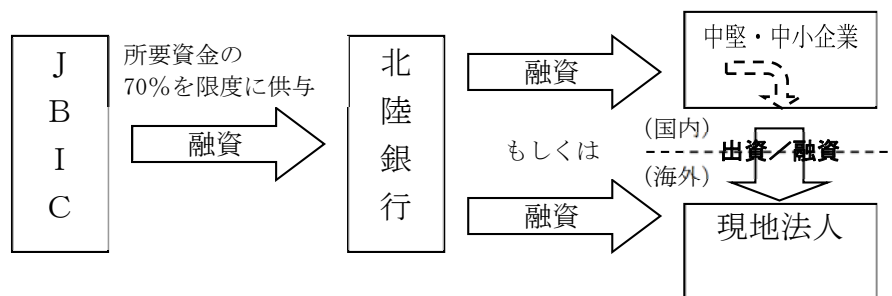 JBIC
所要資金の
70%を限度に供与
融資
北陸銀行
融資
もしくは
融資
中堅・中小企業
（国内）
出資／融資
（海外）
現地法人